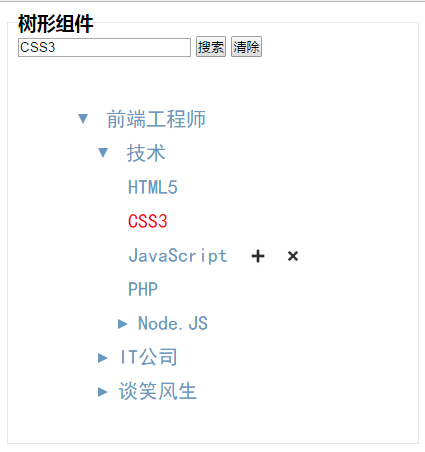 树形组件
CSS3 搜索 清除
前端工程师
技术
HTML5
CSS3
JavaScript
PHP
Node.JS
IT公司
谈笑风生